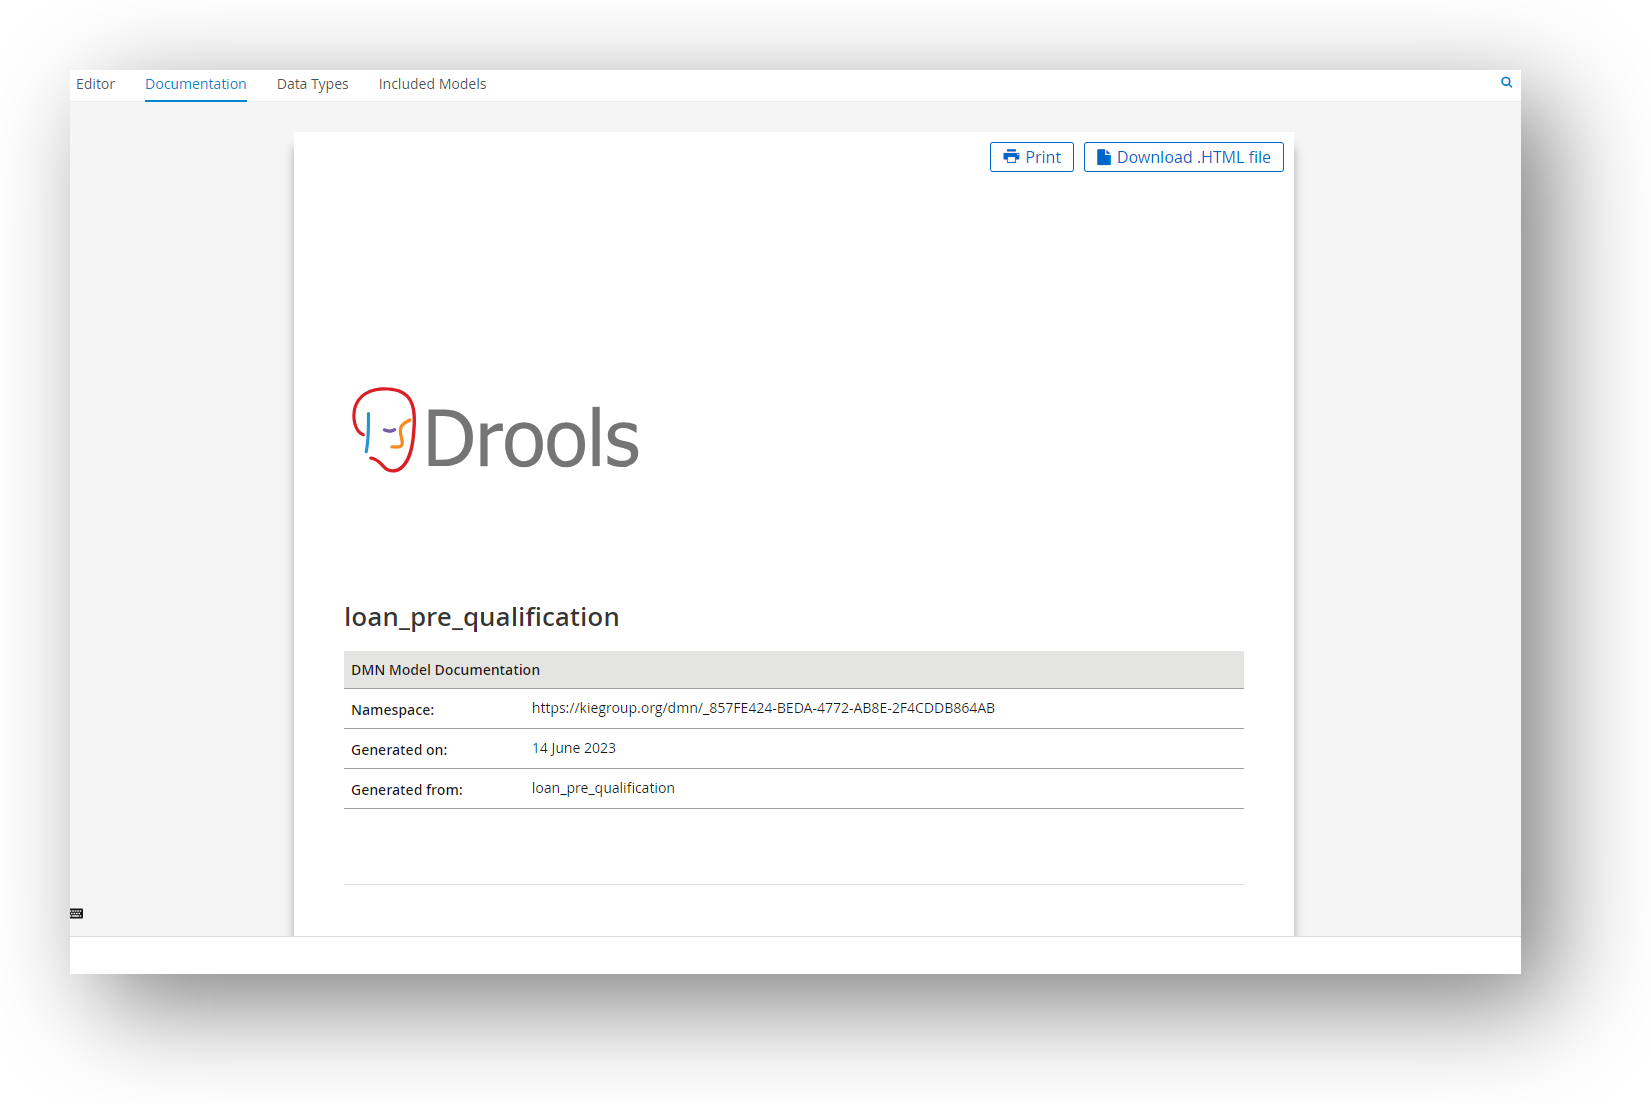 Editor Documentation Data Types Included Models
Print Download .HTML file
Drools
loan_pre_qualification
DMN Model Documentation
Namespace: https://kiegroup.org/dmn/_857FE424-BEDA-4772-AB8E-2F4CDDB864AB
Generated on: 14 June 2023
Generated from: loan_pre_qualification